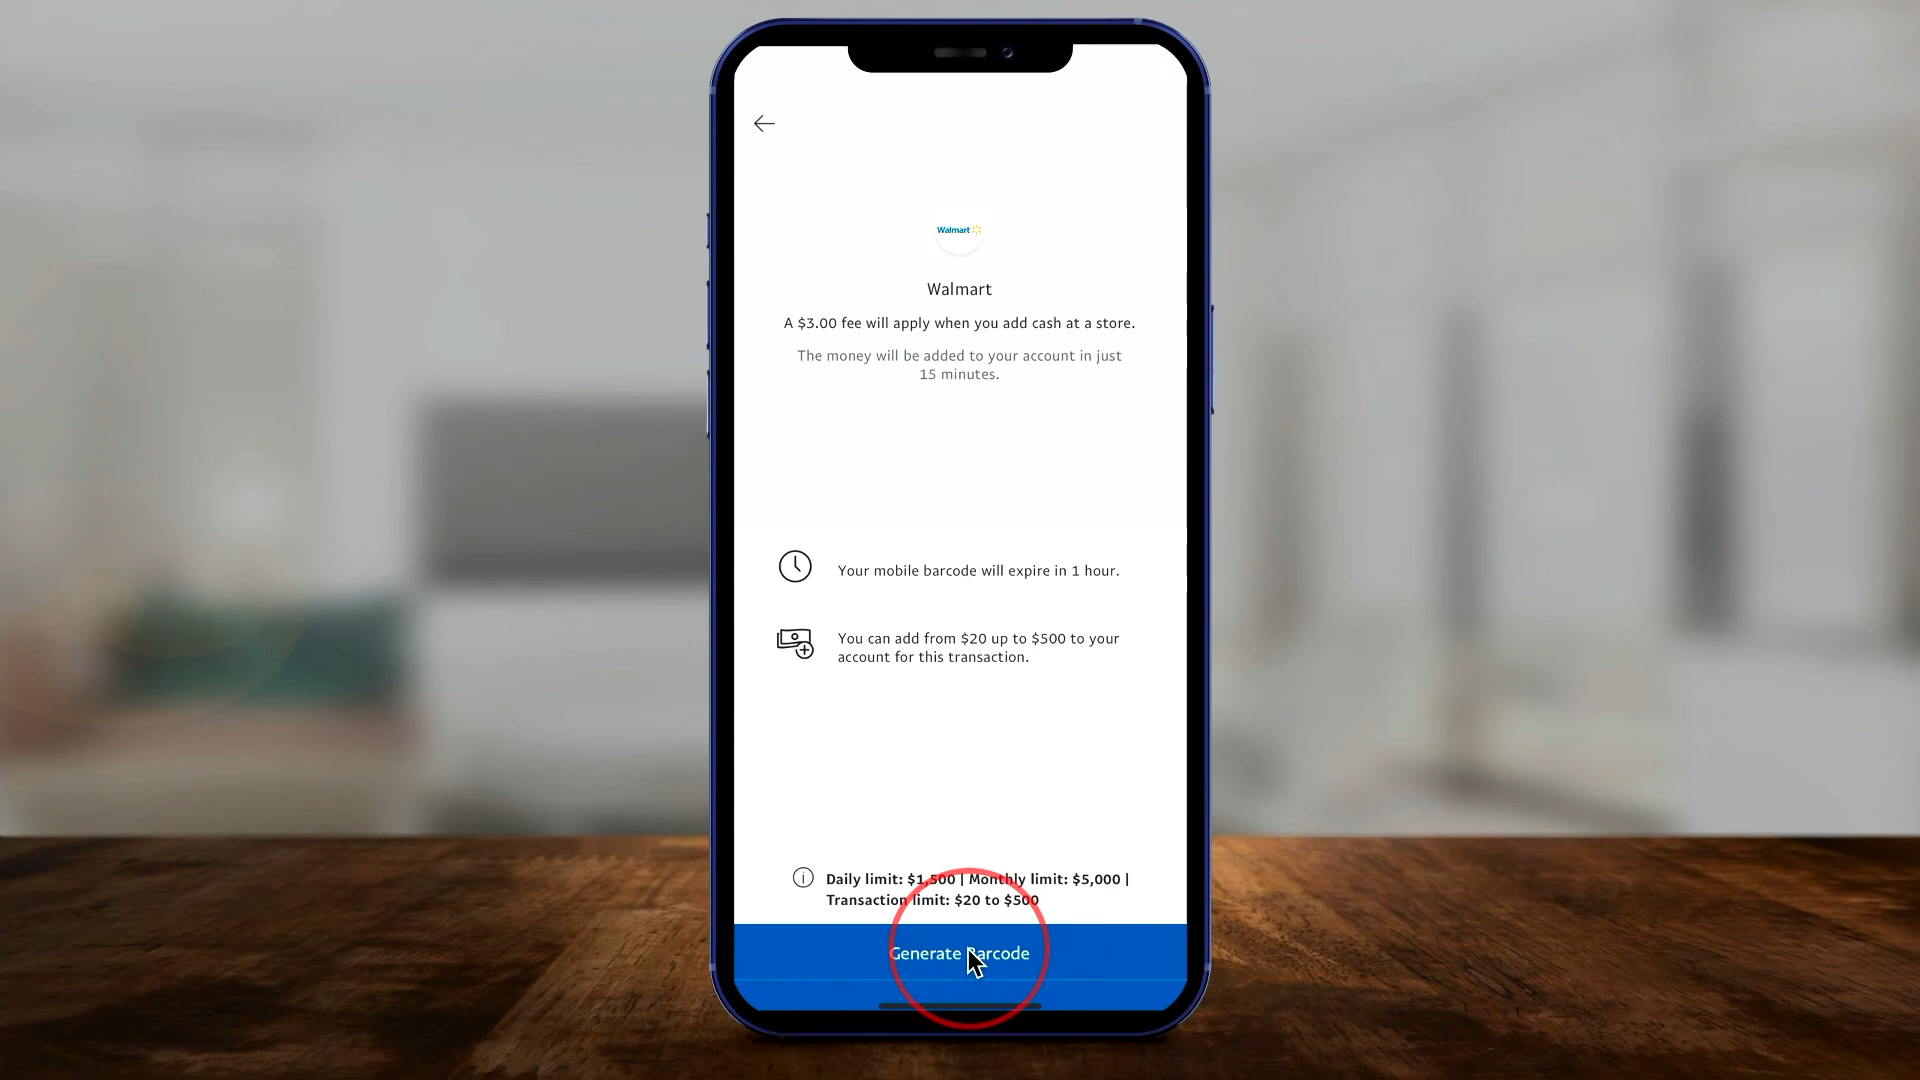 Walmart
Walmart
A $3.00 fee will apply when you add cash at a store.
The money will be added to your account in just
15 minutes.
Your mobile barcode will expire in 1 hour.
You can add from $20 up to $500 to your
account for this transaction.
Daily limit: $1,500 | Monthly limit: $5,000 |
Transaction limit: $20 to $500
Generate Barcode